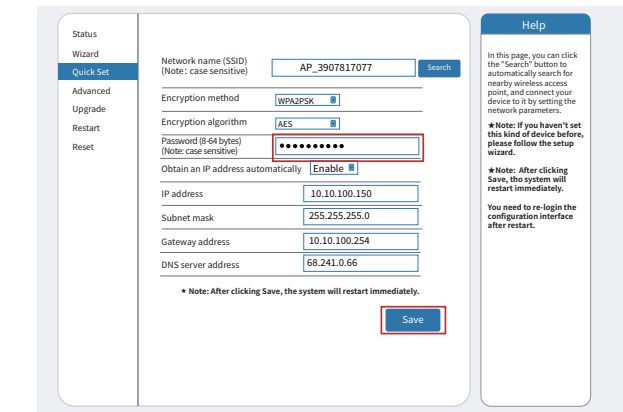 Status
Wizard
Quick Set
Advanced
Upgrade
Restart
Reset
Network name (SSID)
(Note: case sensitive)
AP_3907817077
Search
Encryption method
WPA2PSK
Encryption algorithm
AES
Password (8-64 bytes)
(Note: case sensitive)
●●●●●●●●●●
Obtain an IP address automatically
Enable
IP address
10.10.100.150
Subnet mask
255.255.255.0
Gateway address
10.10.100.254
DNS server address
68.241.0.66
★ Note: After clicking Save, the system will restart immediately.
Save
Help
In this page, you can click
the "Search" button to
automatically search for
nearby wireless access
point, and connect your
device to it by setting the
network parameters.
★Note: If you haven't set
this kind of device before,
please follow the setup
wizard.
★Note: After clicking
Save, tho system will
restart immediately.
You need to re-login the
configuration interface
after restart.